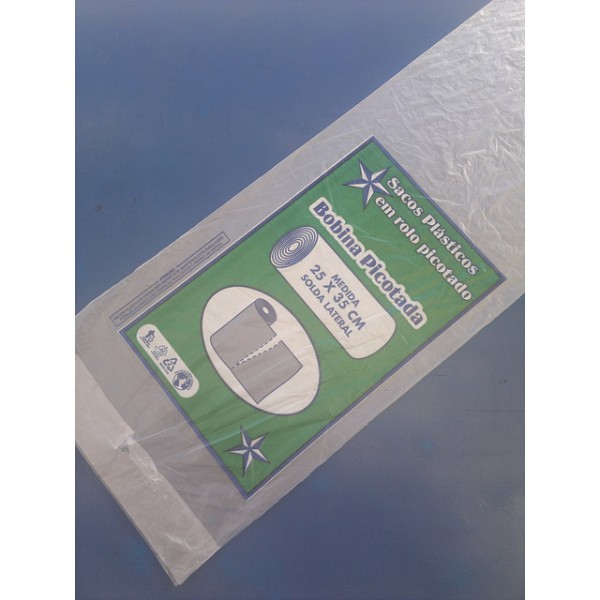 Sacos Plásticos
em rolo picotado
Bobina Picotada
MEDIDA
25 X 35 CM
SOLDA LATERAL